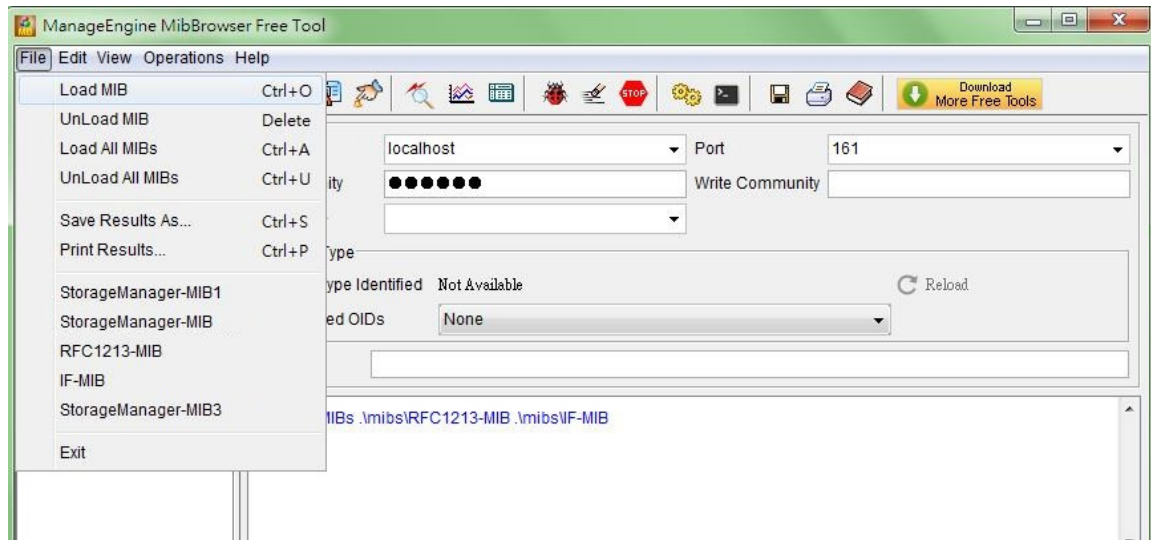 ManageEngine MibBrowser Free Tool
File Edit View Operations Help
Load MIB Ctrl+O
UnLoad MIB Delete
Load All MIBs Ctrl+A
UnLoad All MIBs Ctrl+U
Save Results As... Ctrl+S
Print Results... Ctrl+P
StorageManager-MIB1
StorageManager-MIB
RFC1213-MIB
IF-MIB
StorageManager-MIB3
Exit
STOP
Download
More Free Tools
localhost Port 161
ity ●●●●●● Write Community
Type
ype Identified Not Available Reload
ed OIDs None
MIBs .\mibs\RFC1213-MIB .\mibs\IF-MIB